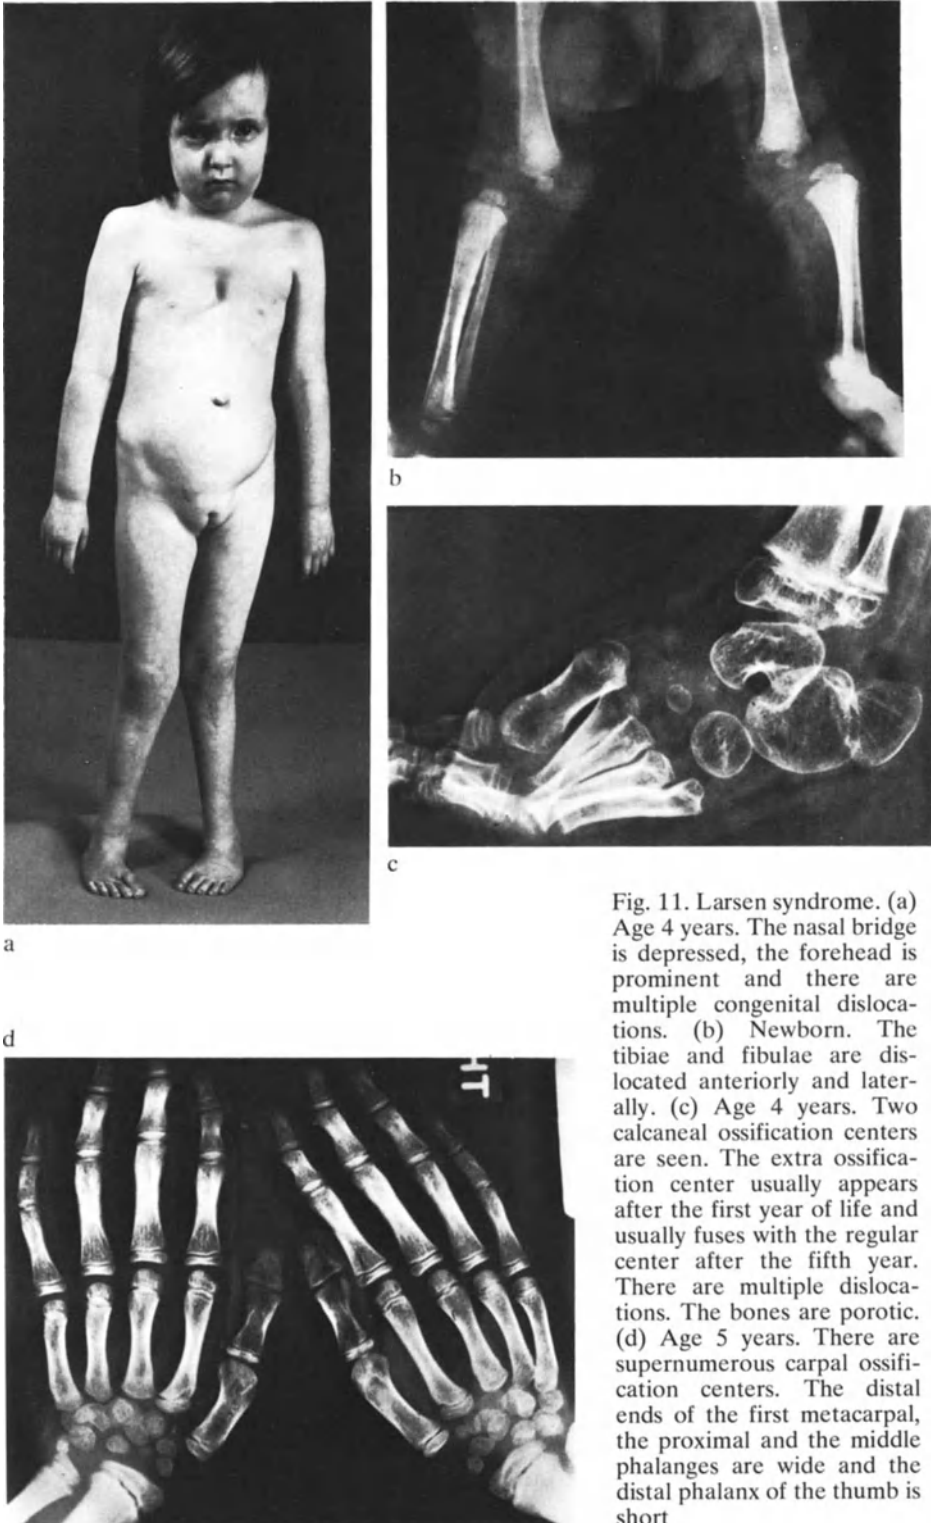 a
b
c
d
HT
Fig. 11. Larsen syndrome. (a)
Age 4 years. The nasal bridge
is depressed, the forehead is
prominent and there are
multiple congenital disloca-
tions. (b) Newborn. The
tibiae and fibulae are dis-
located anteriorly and later-
ally. (c) Age 4 years. Two
calcaneal ossification centers
are seen. The extra ossifica-
tion center usually appears
after the first year of life and
usually fuses with the regular
center after the fifth year.
There are multiple disloca-
tions. The bones are porotic.
(d) Age 5 years. There are
supernumerous carpal ossifi-
cation centers. The distal
ends of the first metacarpal,
the proximal and the middle
phalanges are wide and the
distal phalanx of the thumb is
short